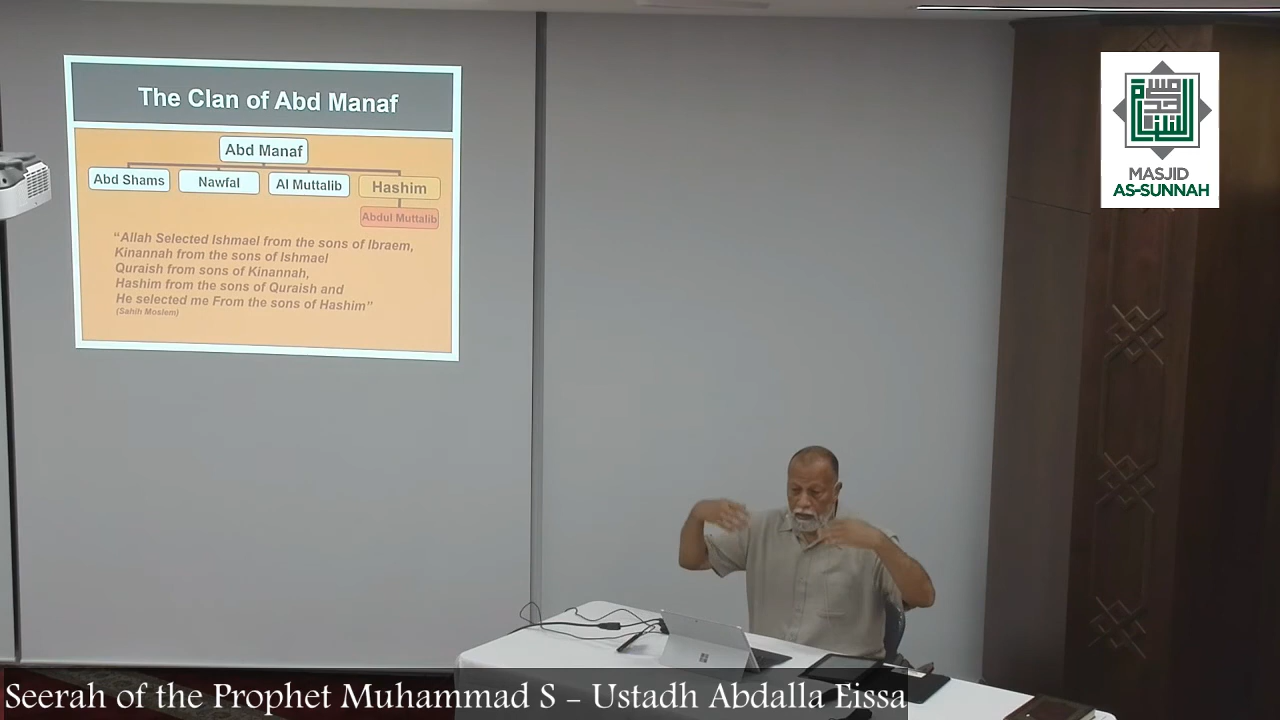 The Clan of Abd Manaf
Abd Manaf
Abd Shams
Nawfal
Al Muttalib
Hashim
Abdul Muttalib
“Allah Selected Ishmael from the sons of Ibraem,
Kinannah from the sons of Ishmael
Quraish from sons of Kinannah,
Hashim from the sons of Quraish and
He selected me From the sons of Hashim”
(Sahih Moslem)
MASJID
AS-SUNNAH
Seerah of the Prophet Muhammad S – Ustadh Abdalla Eissa